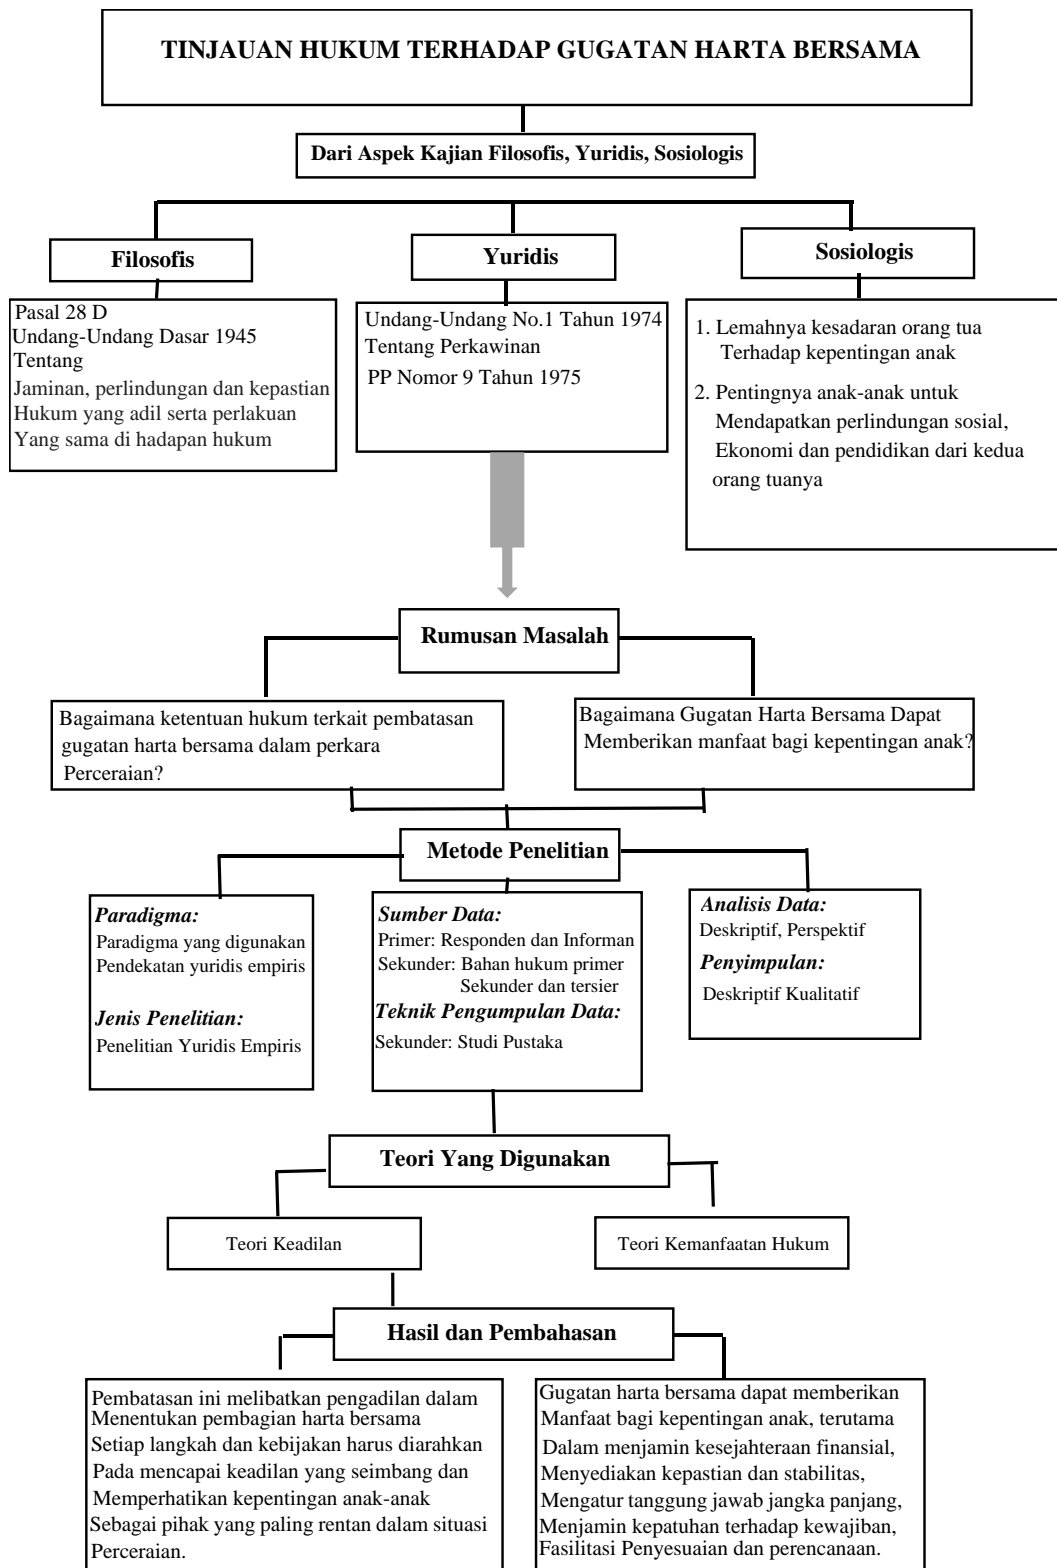 TINJAUAN HUKUM TERHADAP GUGATAN HARTA BERSAMA
Dari Aspek Kajian Filosofis, Yuridis, Sosiologis
Filosofis
Pasal 28 D
Undang-Undang Dasar 1945
Tentang
Jaminan, perlindungan dan kepastian
Hukum yang adil serta perlakuan
Yang sama di hadapan hukum
Yuridis
Undang-Undang No.1 Tahun 1974
Tentang Perkawinan
PP Nomor 9 Tahun 1975
Sosiologis
1. Lemahnya kesadaran orang tua
Terhadap kepentingan anak
2. Pentingnya anak-anak untuk
Mendapatkan perlindungan sosial,
Ekonomi dan pendidikan dari kedua
orang tuanya
Rumusan Masalah
Bagaimana ketentuan hukum terkait pembatasan
gugatan harta bersama dalam perkara
Perceraian?
Bagaimana Gugatan Harta Bersama Dapat
Memberikan manfaat bagi kepentingan anak?
Metode Penelitian
Paradigma:
Paradigma yang digunakan
Pendekatan yuridis empiris
Jenis Penelitian:
Penelitian Yuridis Empiris
Sumber Data:
Primer: Responden dan Informan
Sekunder: Bahan hukum primer
Sekunder dan tersier
Teknik Pengumpulan Data:
Sekunder: Studi Pustaka
Analisis Data:
Deskriptif, Perspektif
Penyimpulan:
Deskriptif Kualitatif
Teori Yang Digunakan
Teori Keadilan
Teori Kemanfaatan Hukum
Hasil dan Pembahasan
Pembatasan ini melibatkan pengadilan dalam
Menentukan pembagian harta bersama
Setiap langkah dan kebijakan harus diarahkan
Pada mencapai keadilan yang seimbang dan
Memperhatikan kepentingan anak-anak
Sebagai pihak yang paling rentan dalam situasi
Perceraian.
Gugatan harta bersama dapat memberikan
Manfaat bagi kepentingan anak, terutama
Dalam menjamin kesejahteraan finansial,
Menyediakan kepastian dan stabilitas,
Mengatur tanggung jawab jangka panjang,
Menjamin kepatuhan terhadap kewajiban,
Fasilitasi Penyesuaian dan perencanaan.